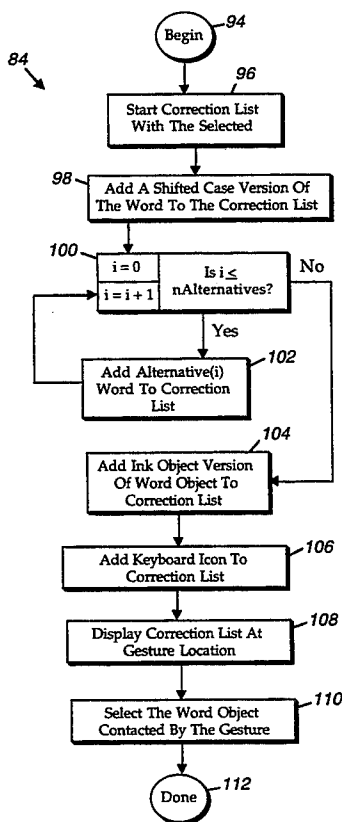 94
Begin
84
96
Start Correction List
With The Selected
98
Add A Shifted Case Version Of
The Word To The Correction List
100
i = 0
i = i + 1
Is i ≤
nAlternatives?
No
Yes
102
Add Alternative(i)
Word To Correction
List
104
Add Ink Object Version
Of Word Object To
Correction List
106
Add Keyboard Icon To
Correction List
108
Display Correction List At
Gesture Location
110
Select The Word Object
Contacted By The Gesture
Done
112